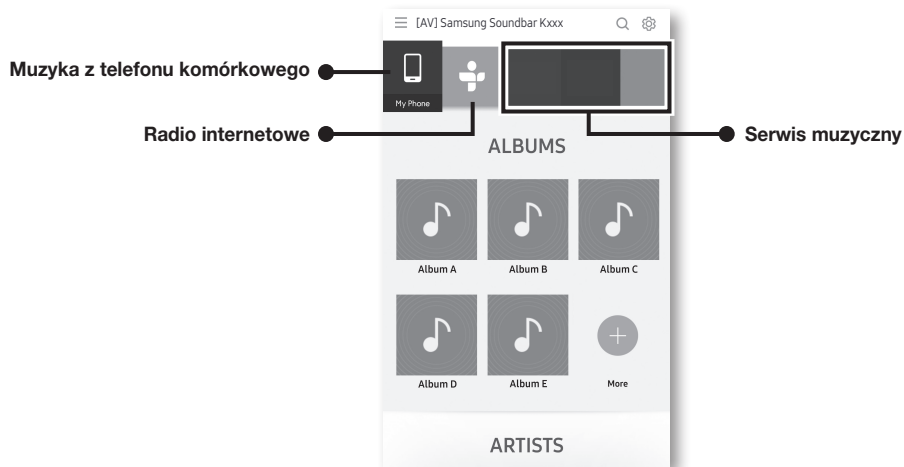 [AV] Samsung Soundbar Kxxx
Muzyka z telefonu komórkowego
My Phone
Radio internetowe
Serwis muzyczny
ALBUMS
Album A Album B Album C
Album D Album E More
ARTISTS